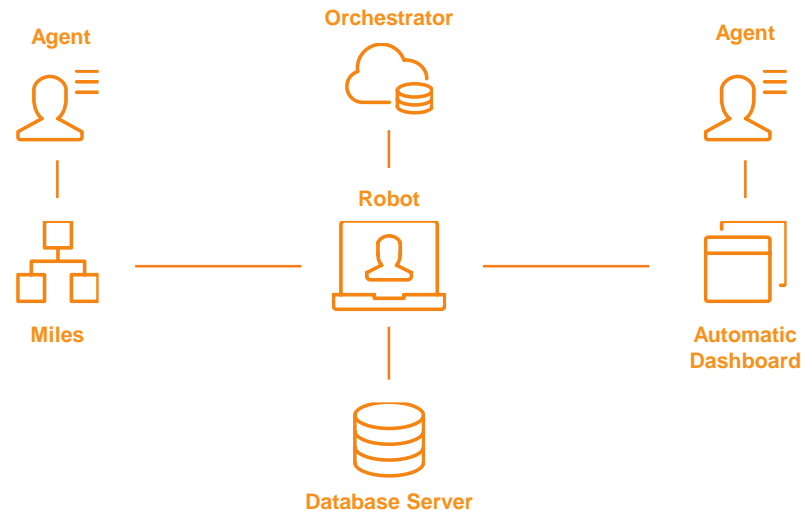 Orchestrator
Agent
Agent
Robot
Miles
Automatic
Dashboard
Database Server